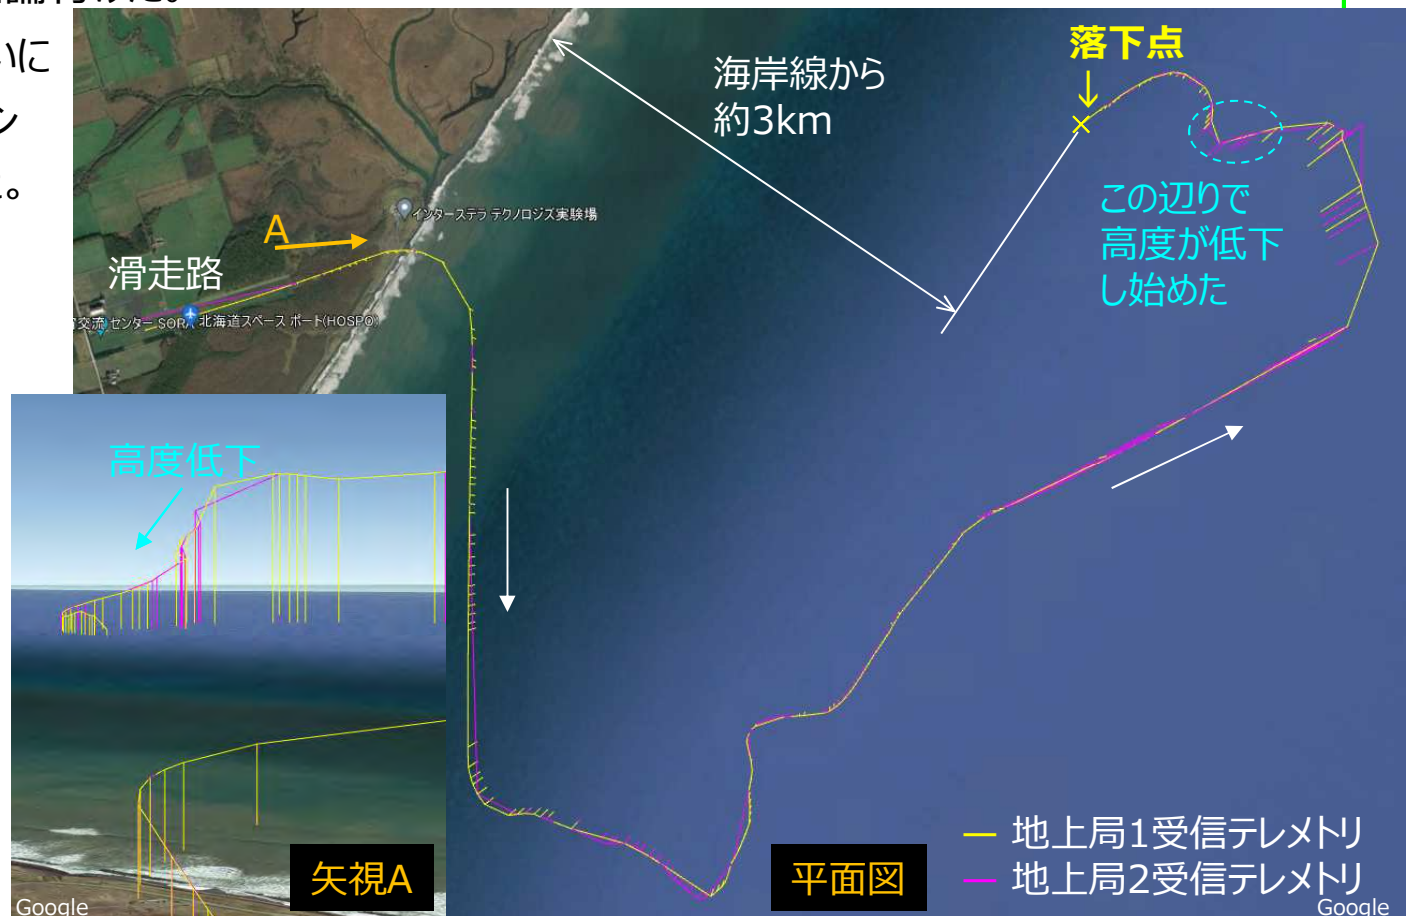 いに
ン
。
落下点
海岸線から
約3km
この辺りで
高度が低下
し始めた
A
インターステラ テクノロジズ実験場
滑走路
交流 センター SORA
北海道スペース ポート(HOSPO)
高度低下
矢視A
平面図
地上局1受信テレメトリ
地上局2受信テレメトリ
Google
Google